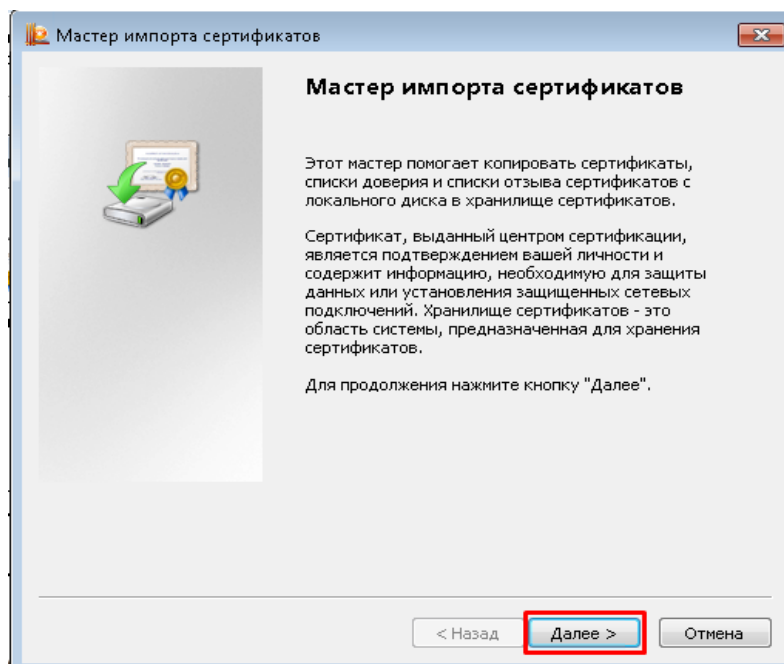 Мастер импорта сертификатов
Мастер импорта сертификатов
Этот мастер помогает копировать сертификаты,
списки доверия и списки отзыва сертификатов с
локального диска в хранилище сертификатов.
Сертификат, выданный центром сертификации,
является подтверждением вашей личности и
содержит информацию, необходимую для защиты
данных или установления защищенных сетевых
подключений. Хранилище сертификатов - это
область системы, предназначенная для хранения
сертификатов.
Для продолжения нажмите кнопку "Далее".
< Назад
Далее >
Отмена